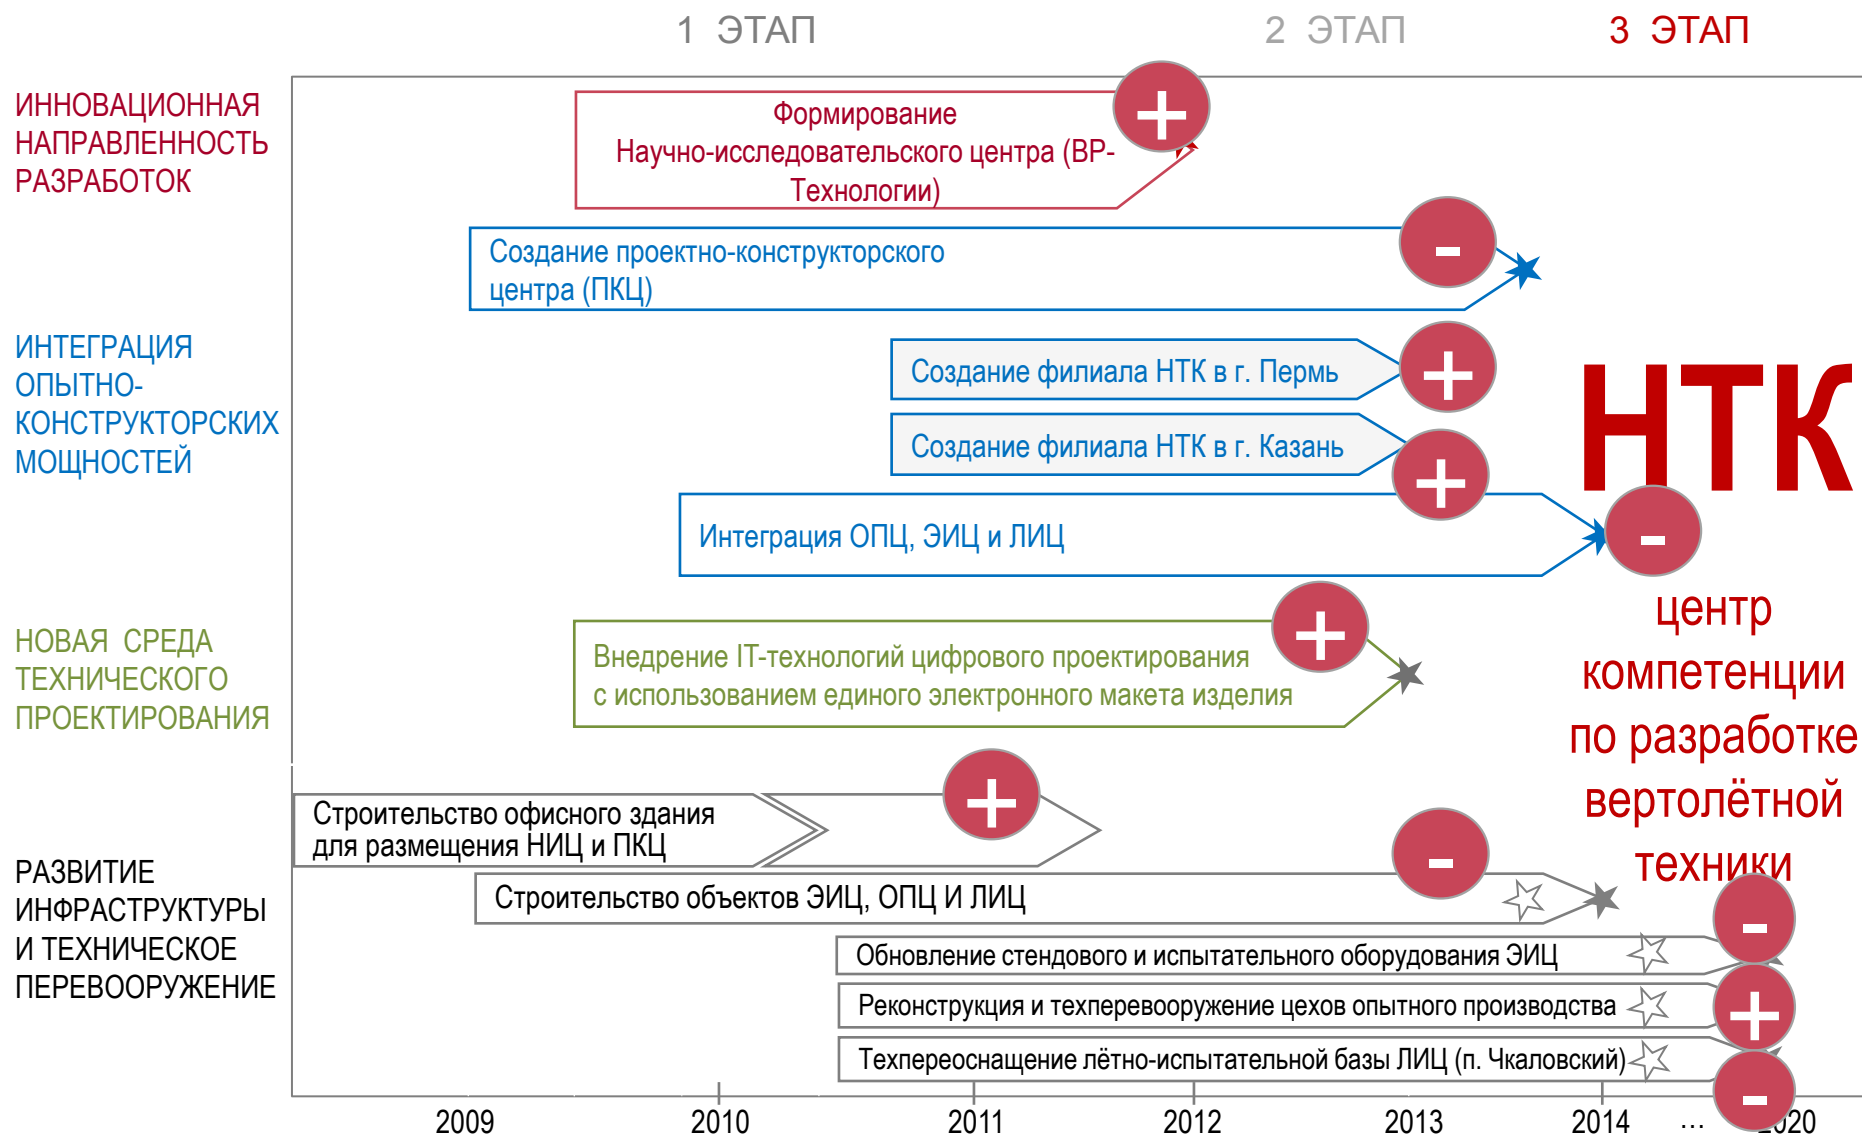 1 ЭТАП
2 ЭТАП
3 ЭТАП
ИННОВАЦИОННАЯ
НАПРАВЛЕННОСТЬ
РАЗРАБОТОК
Формирование
Научно-исследовательского центра (ВР-
Технологии)
+
Создание проектно-конструкторского
центра (ПКЦ)
-
ИНТЕГРАЦИЯ
ОПЫТНО-
КОНСТРУКТОРСКИХ
МОЩНОСТЕЙ
Создание филиала НТК в г. Пермь
+
Создание филиала НТК в г. Казань
+
Интеграция ОПЦ, ЭИЦ и ЛИЦ
-
НТК
центр
компетенции
по разработке
вертолётной
техники
НОВАЯ СРЕДА
ТЕХНИЧЕСКОГО
ПРОЕКТИРОВАНИЯ
Внедрение IT-технологий цифрового проектирования
с использованием единого электронного макета изделия
+
РАЗВИТИЕ
ИНФРАСТРУКТУРЫ
И ТЕХНИЧЕСКОЕ
ПЕРЕВООРУЖЕНИЕ
Строительство офисного здания
для размещения НИЦ и ПКЦ
+
Строительство объектов ЭИЦ, ОПЦ И ЛИЦ
-
Обновление стендового и испытательного оборудования ЭИЦ
-
Реконструкция и техперевооружение цехов опытного производства
+
Техпереоснащение лётно-испытательной базы ЛИЦ (п. Чкаловский)
-
2009
2010
2011
2012
2013
2014
...
2020